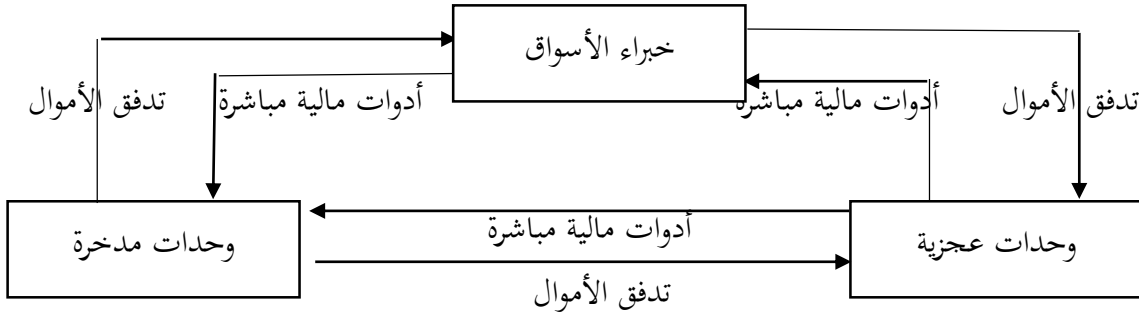 خبراء الأسواق
تدفق الأموال
أدوات مالية مباشرة
أدوات مالية مباشرة
تدفق الأموال
وحدات عجزية
أدوات مالية مباشرة
وحدات مدخرة
تدفق الأموال